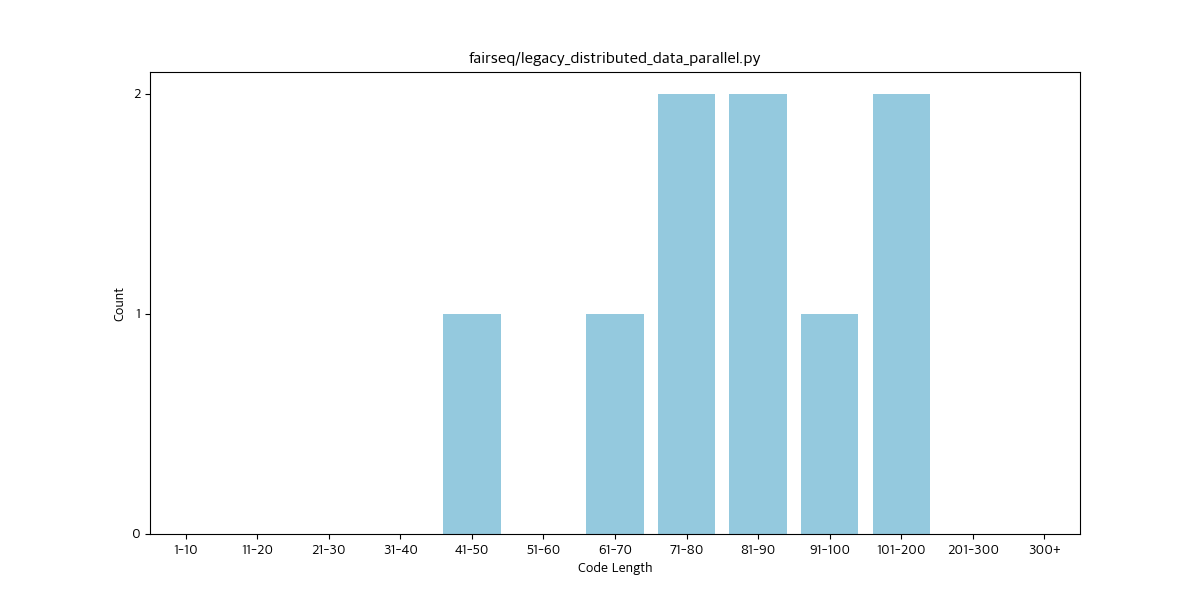 fairseq/legacy_distributed_data_parallel.py
2
1
0
Count
1-10 11-20 21-30 31-40 41-50 51-60 61-70 71-80 81-90 91-100 101-200 201-300 300+
Code Length